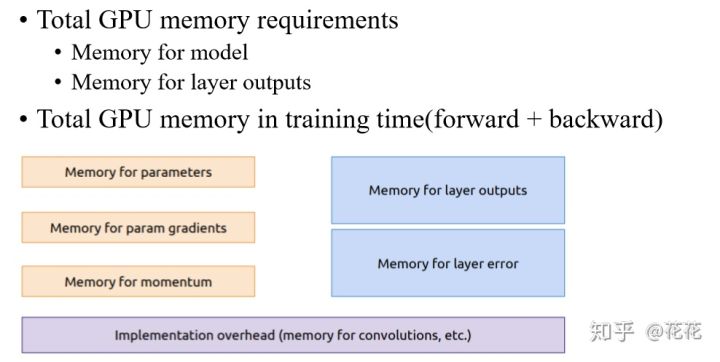 • Total GPU memory requirements
• Memory for model
• Memory for layer outputs
• Total GPU memory in training time(forward + backward)
Memory for parameters
Memory for param gradients
Memory for momentum
Memory for layer outputs
Memory for layer error
Implementation overhead (memory for convolutions, etc.)
知乎 @花花